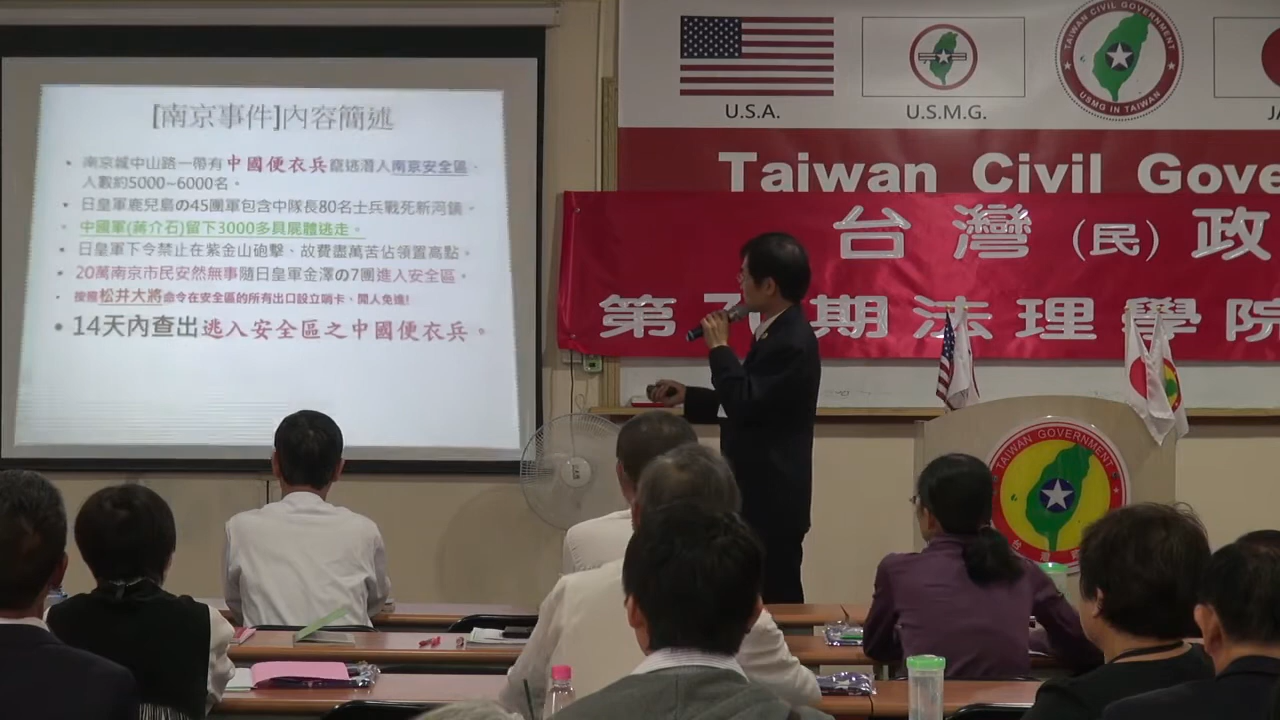 [南京事件]內容簡述
• 南京城中山路一帶有中國便衣兵竄逃潛入南京安全區，
人數約5000~6000名。
• 日皇軍鹿兒島の45團軍包含中隊長80名士兵戰死新河鎮。
• 中國軍(蔣介石)留下3000多具屍體逃走。
• 日皇軍下令禁止在紫金山砲擊、故費盡萬苦佔領置高點。
• 20萬南京市民安然無事隨日皇軍金澤の7團進入安全區。
• 按握松井大將命令在安全區的所有出口設立哨卡、閒人免進!
• 14天內查出逃入安全區之中國便衣兵。
U.S.A.
U.S.M.G.
TAIWAN CIVIL GOVERNMENT
USMG IN TAIWAN
JA
Taiwan Civil Gove
台灣(民)政
第 期法理學院
TAIWAN GOVERNMENT
台灣政